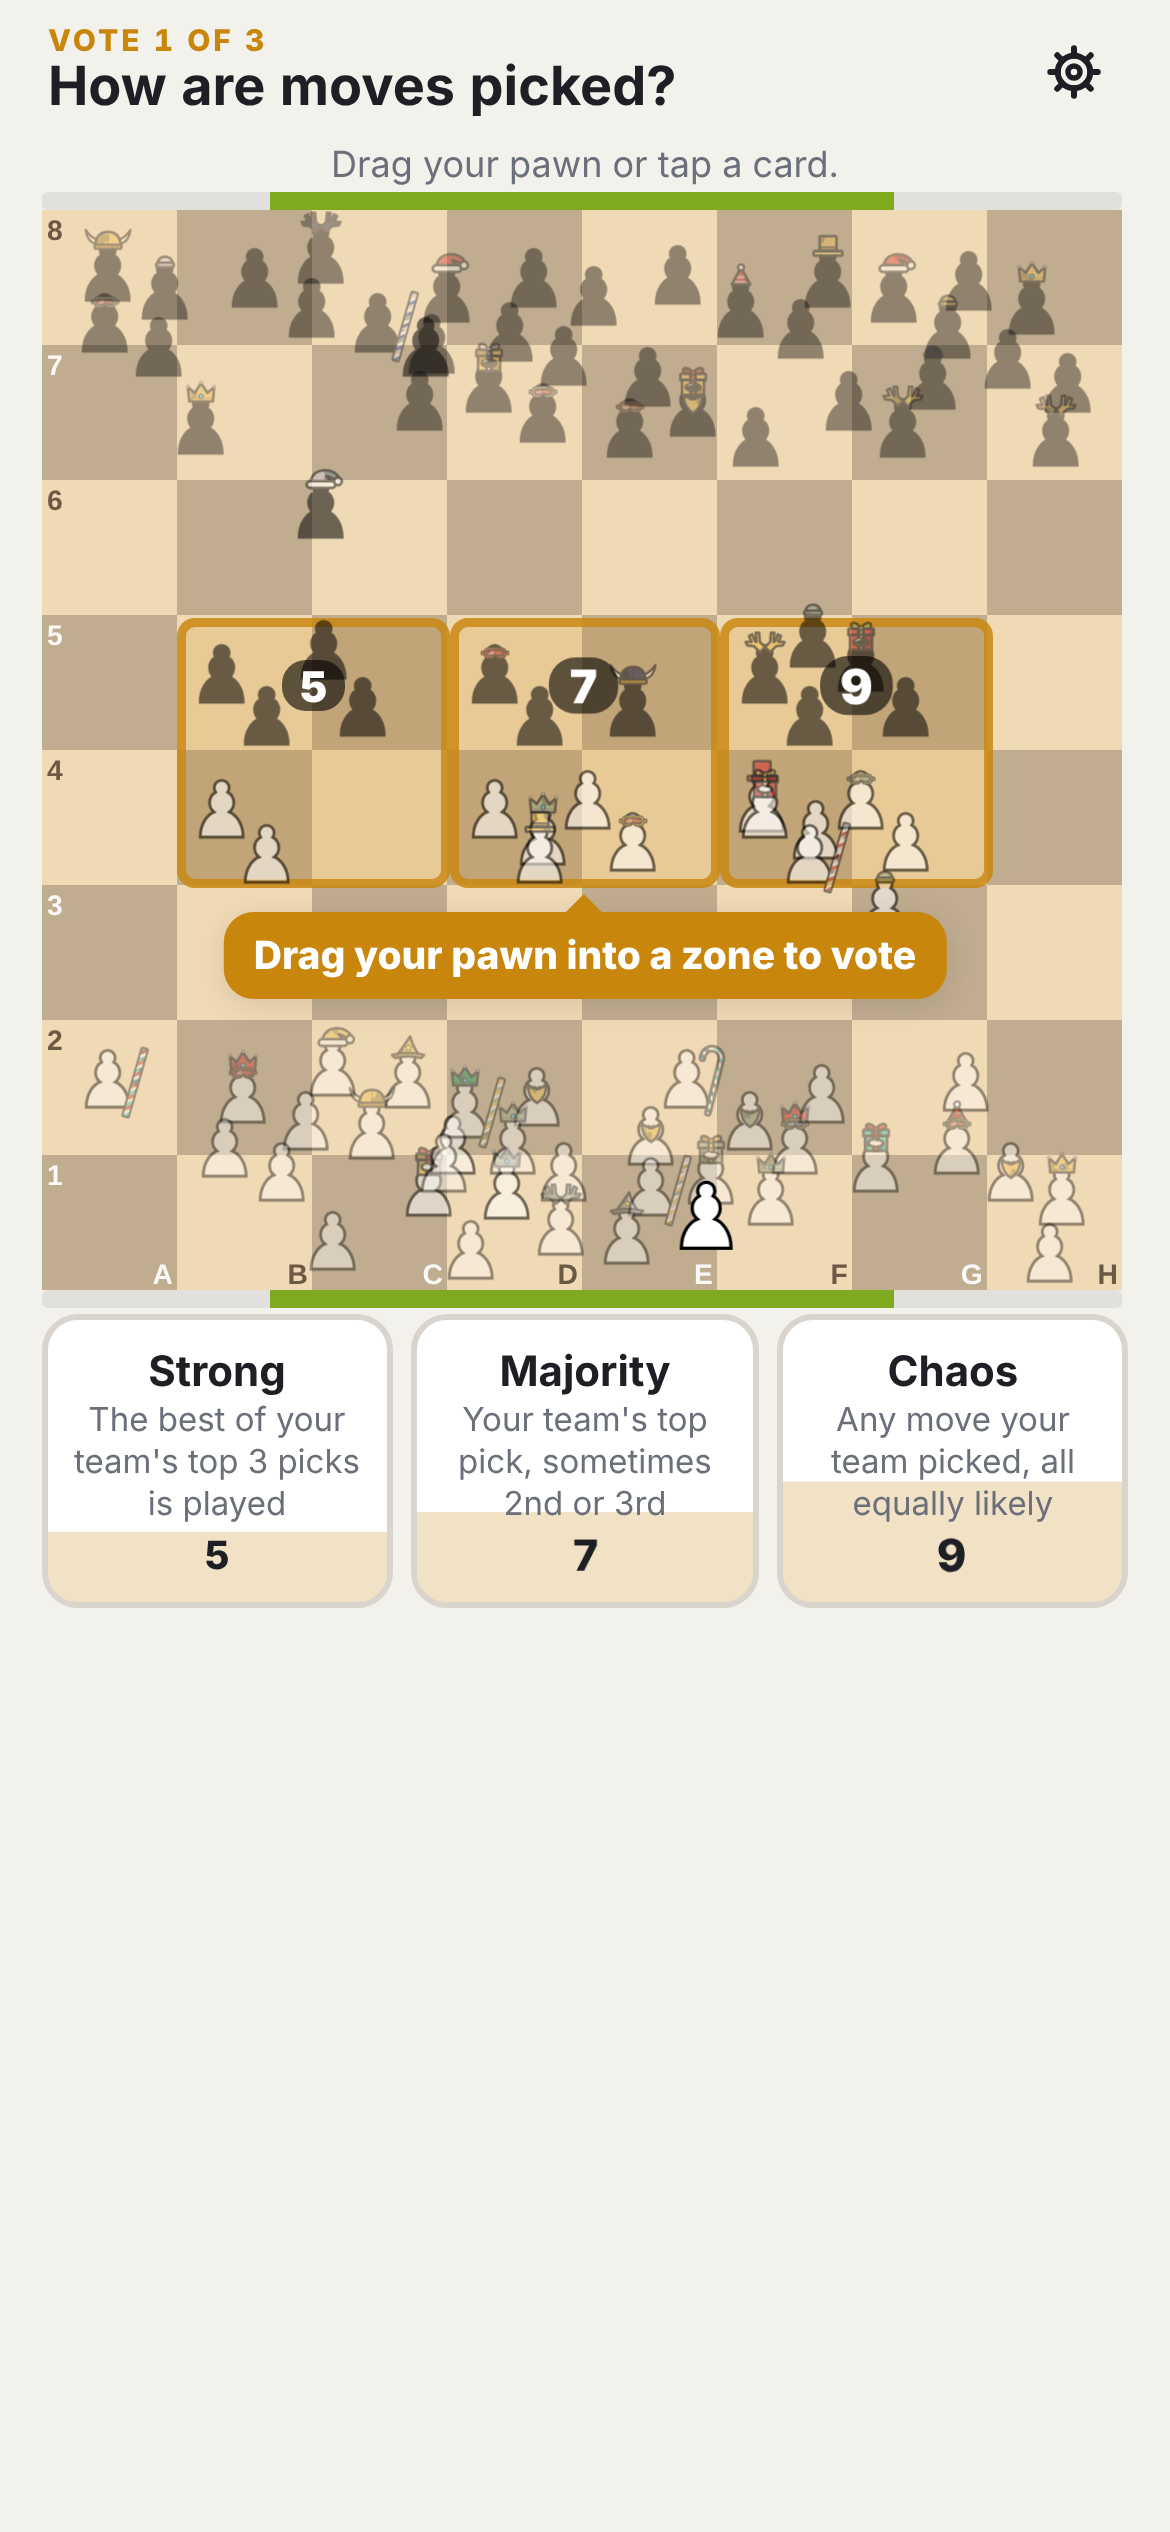 VOTE 1 OF 3
How are moves picked?
Drag your pawn or tap a card.
8
7
6
5
5 7 9
4
3
Drag your pawn into a zone to vote
2
1
A B C D E F G H
Strong
The best of your
team's top 3 picks
is played
5
Majority
Your team's top
pick, sometimes
2nd or 3rd
7
Chaos
Any move your
team picked, all
equally likely
9